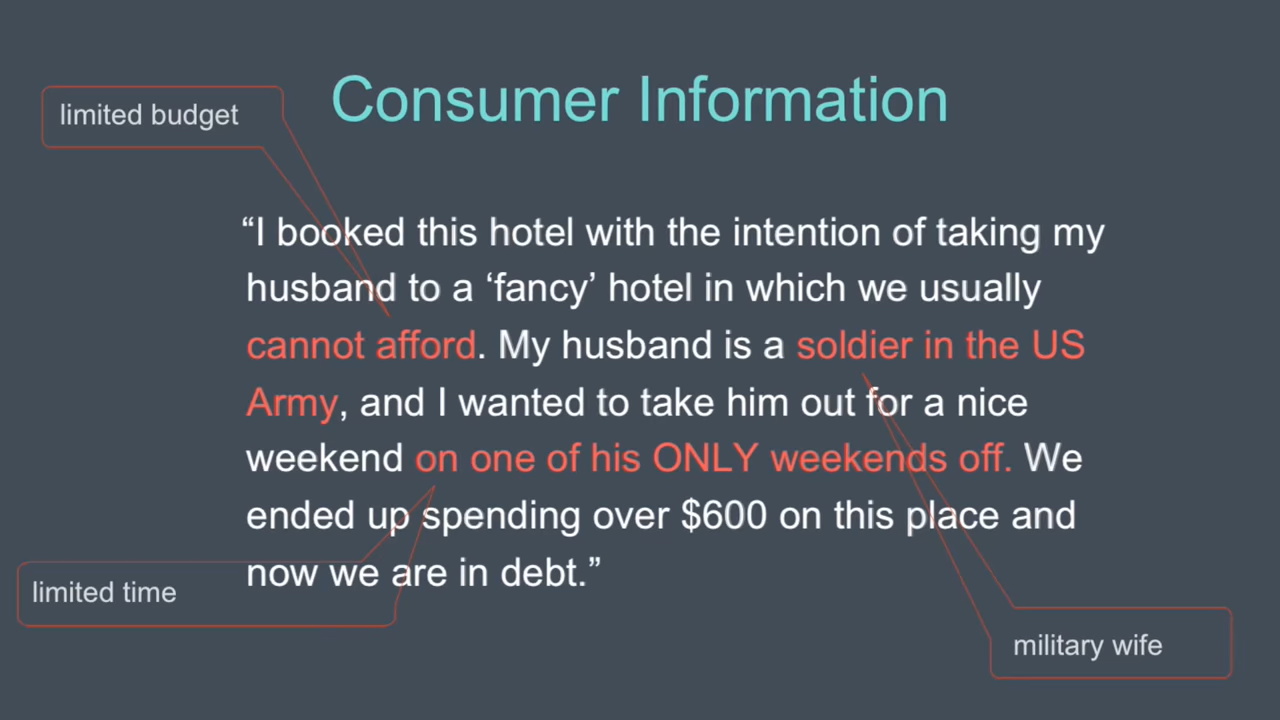 limited budget
Consumer Information
“I booked this hotel with the intention of taking my
husband to a ‘fancy’ hotel in which we usually
cannot afford. My husband is a soldier in the US
Army, and I wanted to take him out for a nice
weekend on one of his ONLY weekends off. We
ended up spending over $600 on this place and
now we are in debt.”
limited time
military wife